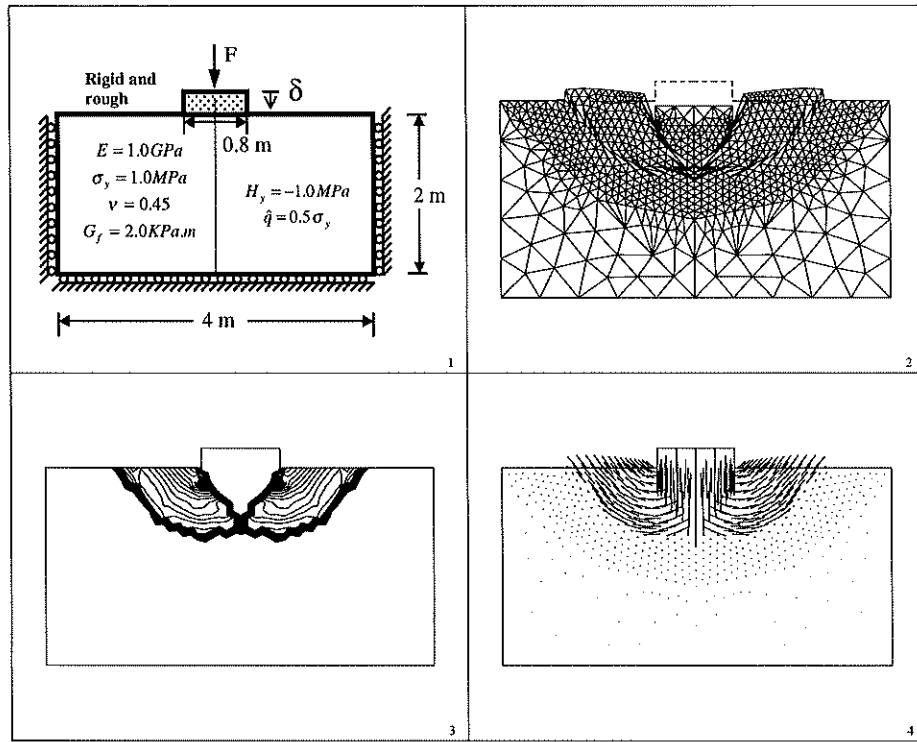 F
Rigid and
rough
δ
0.8 m
E = 1.0GPa
σ_y = 1.0MPa
ν = 0.45
G_f = 2.0KPa.m
H_y = −1.0MPa
q̂ = 0.5σ_y
2 m
4 m
1
2
3
4